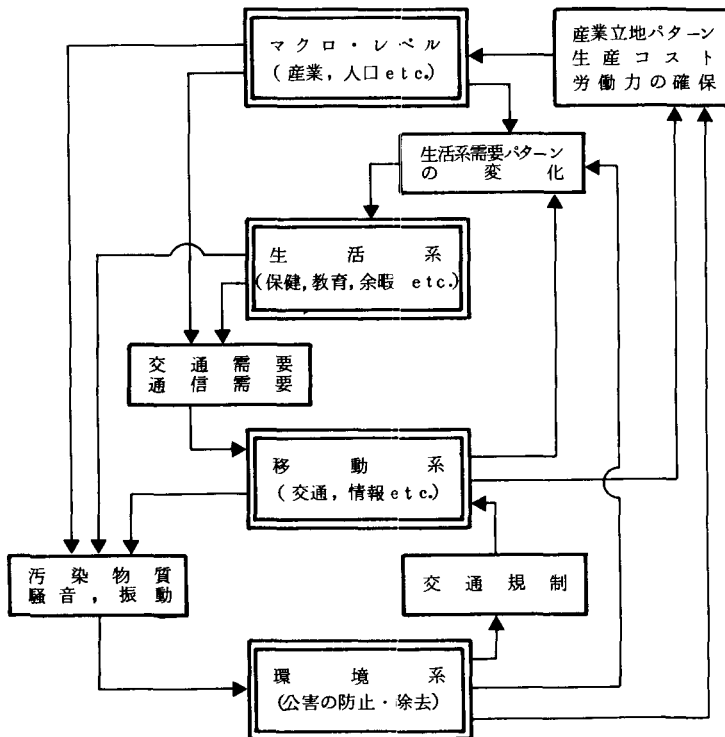 マクロ・レベル
(産業,人口etc.)
産業立地パターン
生産コスト
労働力の確保
生活系需要パターン
の変化
生活系
(保健,教育,余暇 etc.)
交通需要
通信需要
移動系
(交通,情報etc.)
汚染物質
騒音,振動
交通規制
環境系
(公害の防止・除去)